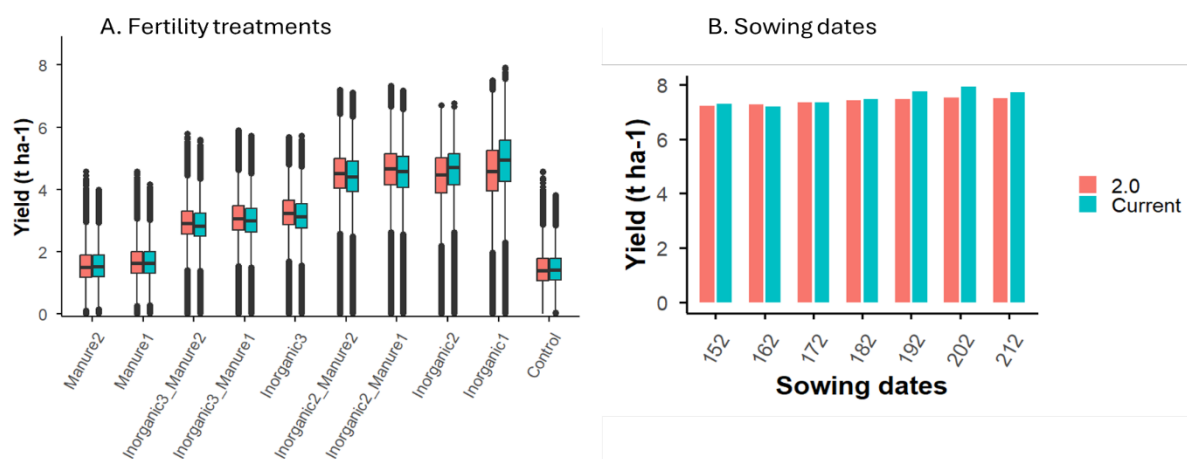 A. Fertility treatments
Yield (t ha-1)
8
6
4
2
0
Manure2
Manure1
Inorganic3_Manure2
Inorganic3_Manure1
Inorganic3
Inorganic2_Manure2
Inorganic2_Manure1
Inorganic2
Inorganic1
Control
B. Sowing dates
Yield (t ha-1)
8
6
4
2
0
152
162
172
182
192
202
212
Sowing dates
2.0
Current